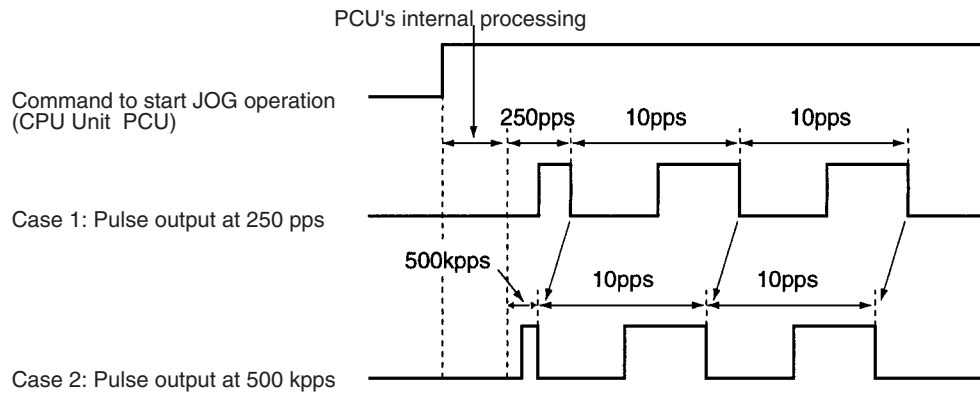 PCU's internal processing
Command to start JOG operation
(CPU Unit PCU)
250pps
10pps
10pps
Case 1: Pulse output at 250 pps
500kpps
10pps
10pps
Case 2: Pulse output at 500 kpps